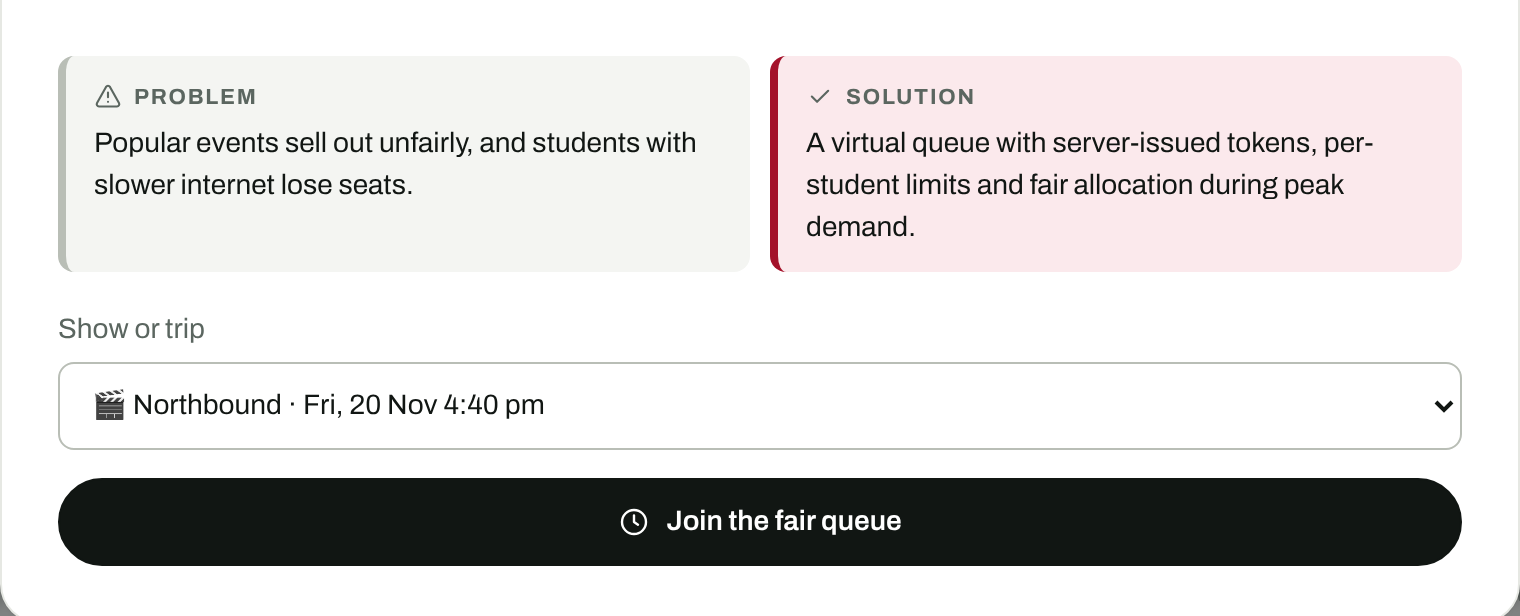 PROBLEM
Popular events sell out unfairly, and students with
slower internet lose seats.
SOLUTION
A virtual queue with server-issued tokens, per-
student limits and fair allocation during peak
demand.
Show or trip
🎬 Northbound · Fri, 20 Nov 4:40 pm
Join the fair queue